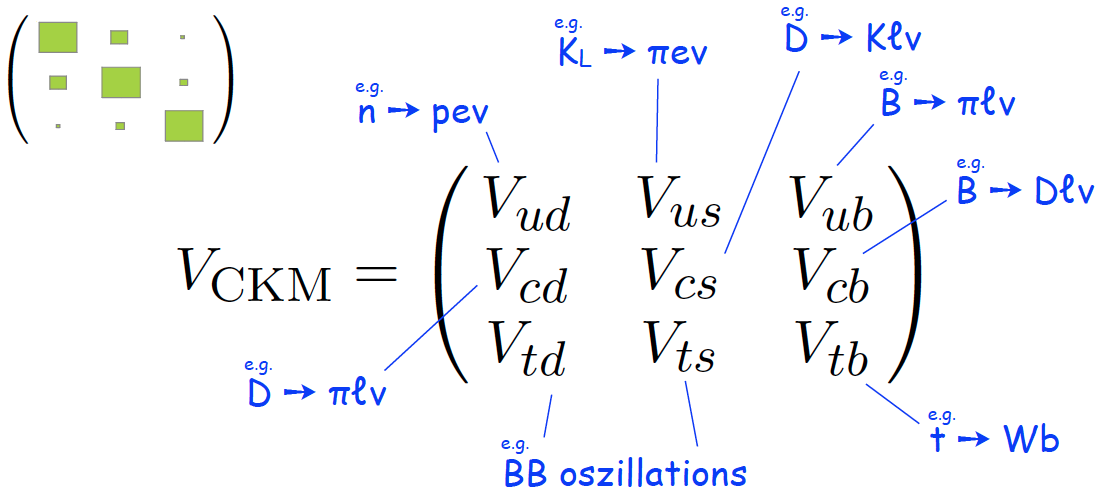 e.g.
n → peν
e.g.
K_L → πeν
e.g.
D → Kℓν
e.g.
B → πℓν
e.g.
B → Dℓν
V_CKM = ( V_ud V_us V_ub
V_cd V_cs V_cb
V_td V_ts V_tb )
e.g.
D → πℓν
e.g.
BB oszillations
e.g.
t → Wb